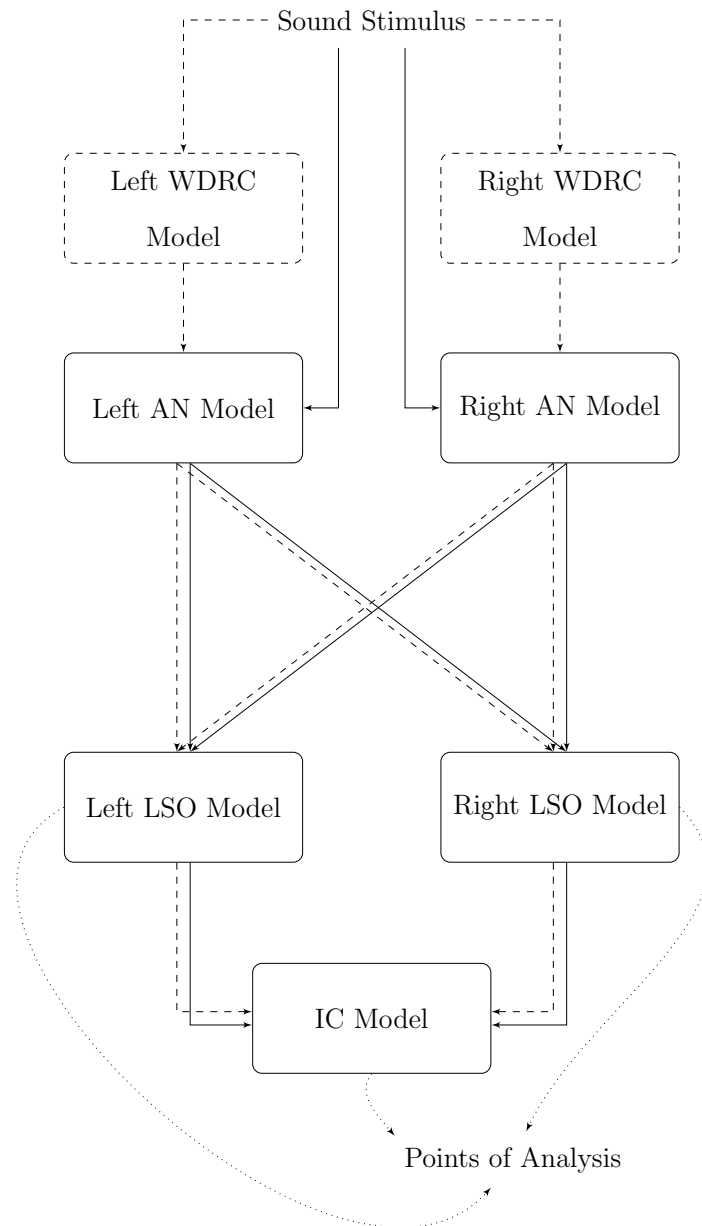 Sound Stimulus
Left WDRC
Model
Right WDRC
Model
Left AN Model
Right AN Model
Left LSO Model
Right LSO Model
IC Model
Points of Analysis